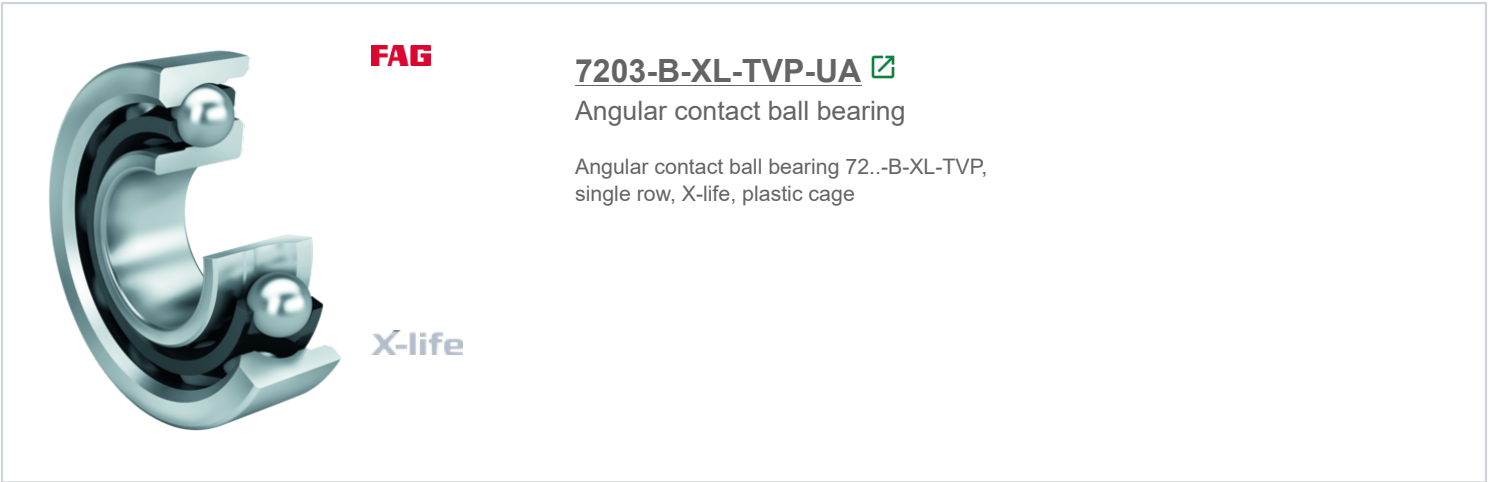 FAG
7203-B-XL-TVP-UA
Angular contact ball bearing
Angular contact ball bearing 72..-B-XL-TVP,
single row, X-life, plastic cage
X-life